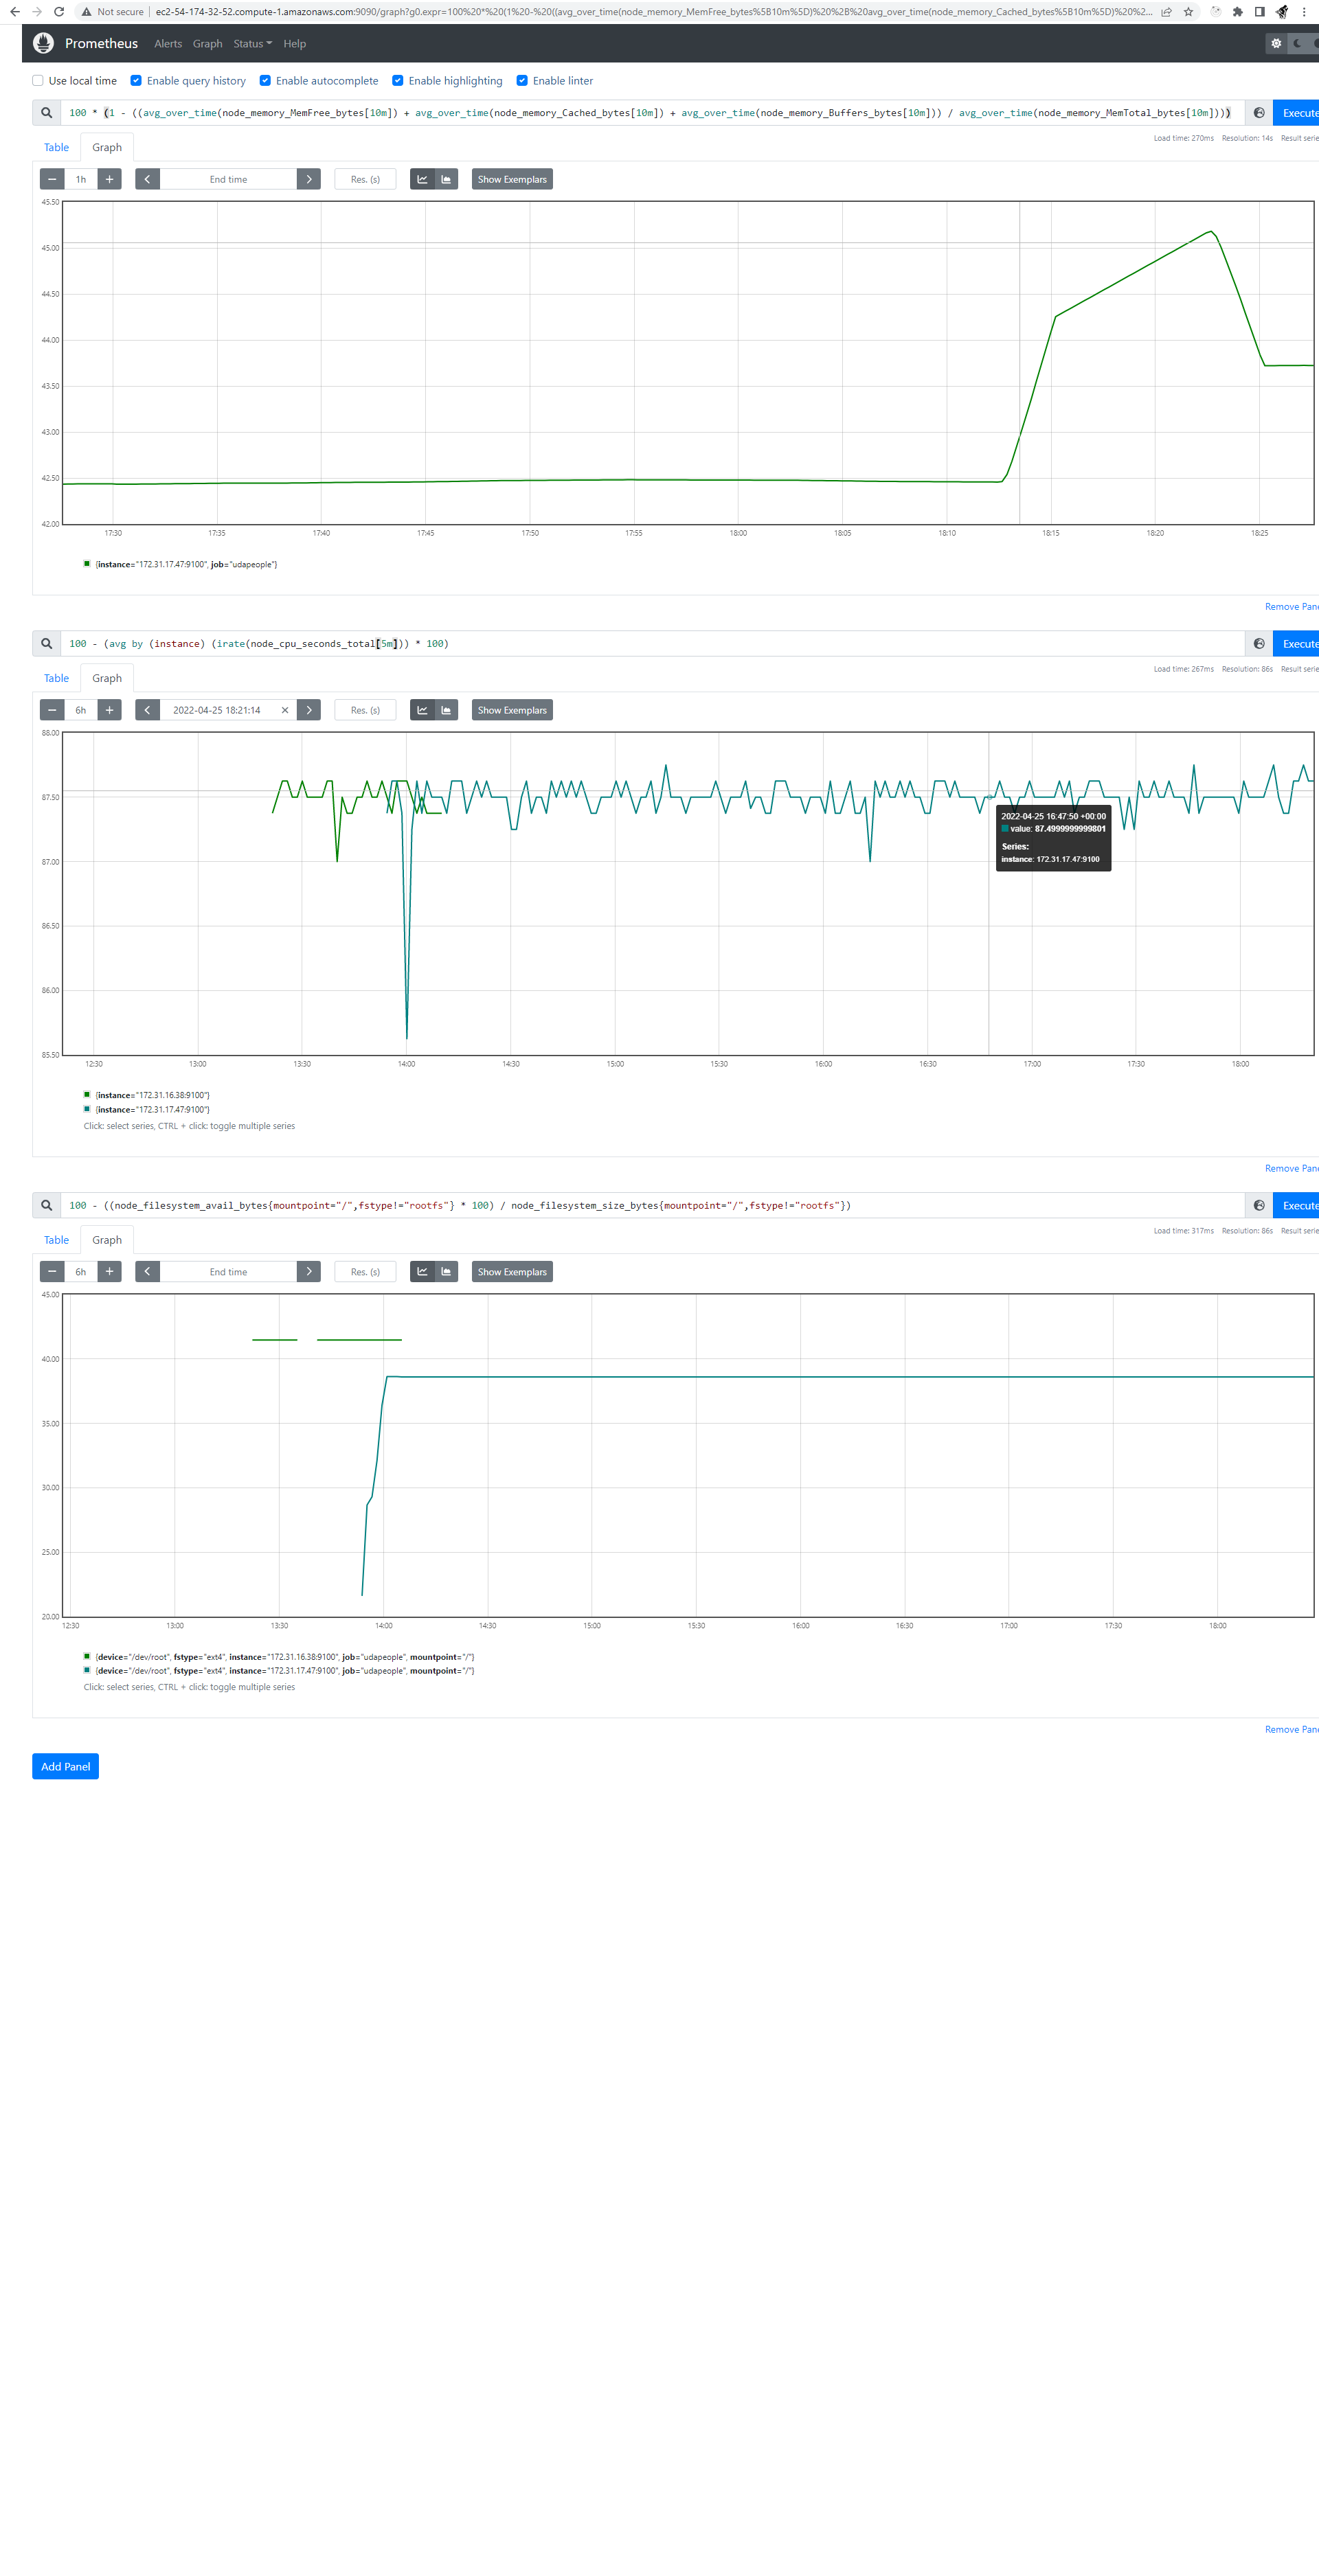 Not secure | ec2-54-174-32-52.compute-1.amazonaws.com:9090/graph?g0.expr=100%20*%20(1%20-%20((avg_over_time(node_memory_MemFree_bytes%5B10m%5D)%20%2B%20avg_over_time(node_memory_Cached_bytes%5B10m%5D)%20%2...
Prometheus Alerts Graph Status Help
Use local time Enable query history Enable autocomplete Enable highlighting Enable linter
100 * (1 - ((avg_over_time(node_memory_MemFree_bytes[10m]) + avg_over_time(node_memory_Cached_bytes[10m]) + avg_over_time(node_memory_Buffers_bytes[10m])) / avg_over_time(node_memory_MemTotal_bytes[10m]))) Execute
Load time: 270ms Resolution: 14s Result serie
Table Graph
1h End time Res. (s) Show Exemplars
45.50
45.00
44.50
44.00
43.50
43.00
42.50
42.00
17:30 17:35 17:40 17:45 17:50 17:55 18:00 18:05 18:10 18:15 18:20 18:25
{instance="172.31.17.47:9100", job="udapeople"}
Remove Pane
100 - (avg by (instance) (irate(node_cpu_seconds_total[5m])) * 100) Execute
Load time: 267ms Resolution: 86s Result serie
Table Graph
6h 2022-04-25 18:21:14 Res. (s) Show Exemplars
88.00
87.50
87.00
86.50
86.00
85.50
2022-04-25 16:47:50 +00:00
value: 87.4999999999801
Series:
instance: 172.31.17.47:9100
12:30 13:00 13:30 14:00 14:30 15:00 15:30 16:00 16:30 17:00 17:30 18:00
{instance="172.31.16.38:9100"}
{instance="172.31.17.47:9100"}
Click: select series, CTRL + click: toggle multiple series
Remove Pane
100 - ((node_filesystem_avail_bytes{mountpoint="/",fstype!="rootfs"} * 100) / node_filesystem_size_bytes{mountpoint="/",fstype!="rootfs"}) Execute
Load time: 317ms Resolution: 86s Result serie
Table Graph
6h End time Res. (s) Show Exemplars
45.00
40.00
35.00
30.00
25.00
20.00
12:30 13:00 13:30 14:00 14:30 15:00 15:30 16:00 16:30 17:00 17:30 18:00
{device="/dev/root", fstype="ext4", instance="172.31.16.38:9100", job="udapeople", mountpoint="/"}
{device="/dev/root", fstype="ext4", instance="172.31.17.47:9100", job="udapeople", mountpoint="/"}
Click: select series, CTRL + click: toggle multiple series
Remove Pane
Add Panel